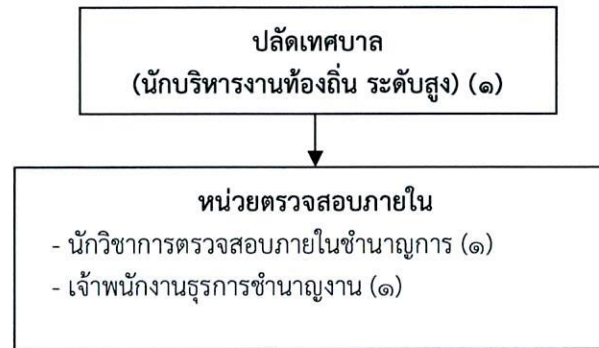 ปลัดเทศบาล
(นักบริหารงานท้องถิ่น ระดับสูง) (๑)
หน่วยตรวจสอบภายใน
- นักวิชาการตรวจสอบภายในชำนาญการ (๑)
- เจ้าพนักงานธุรการชำนาญงาน (๑)